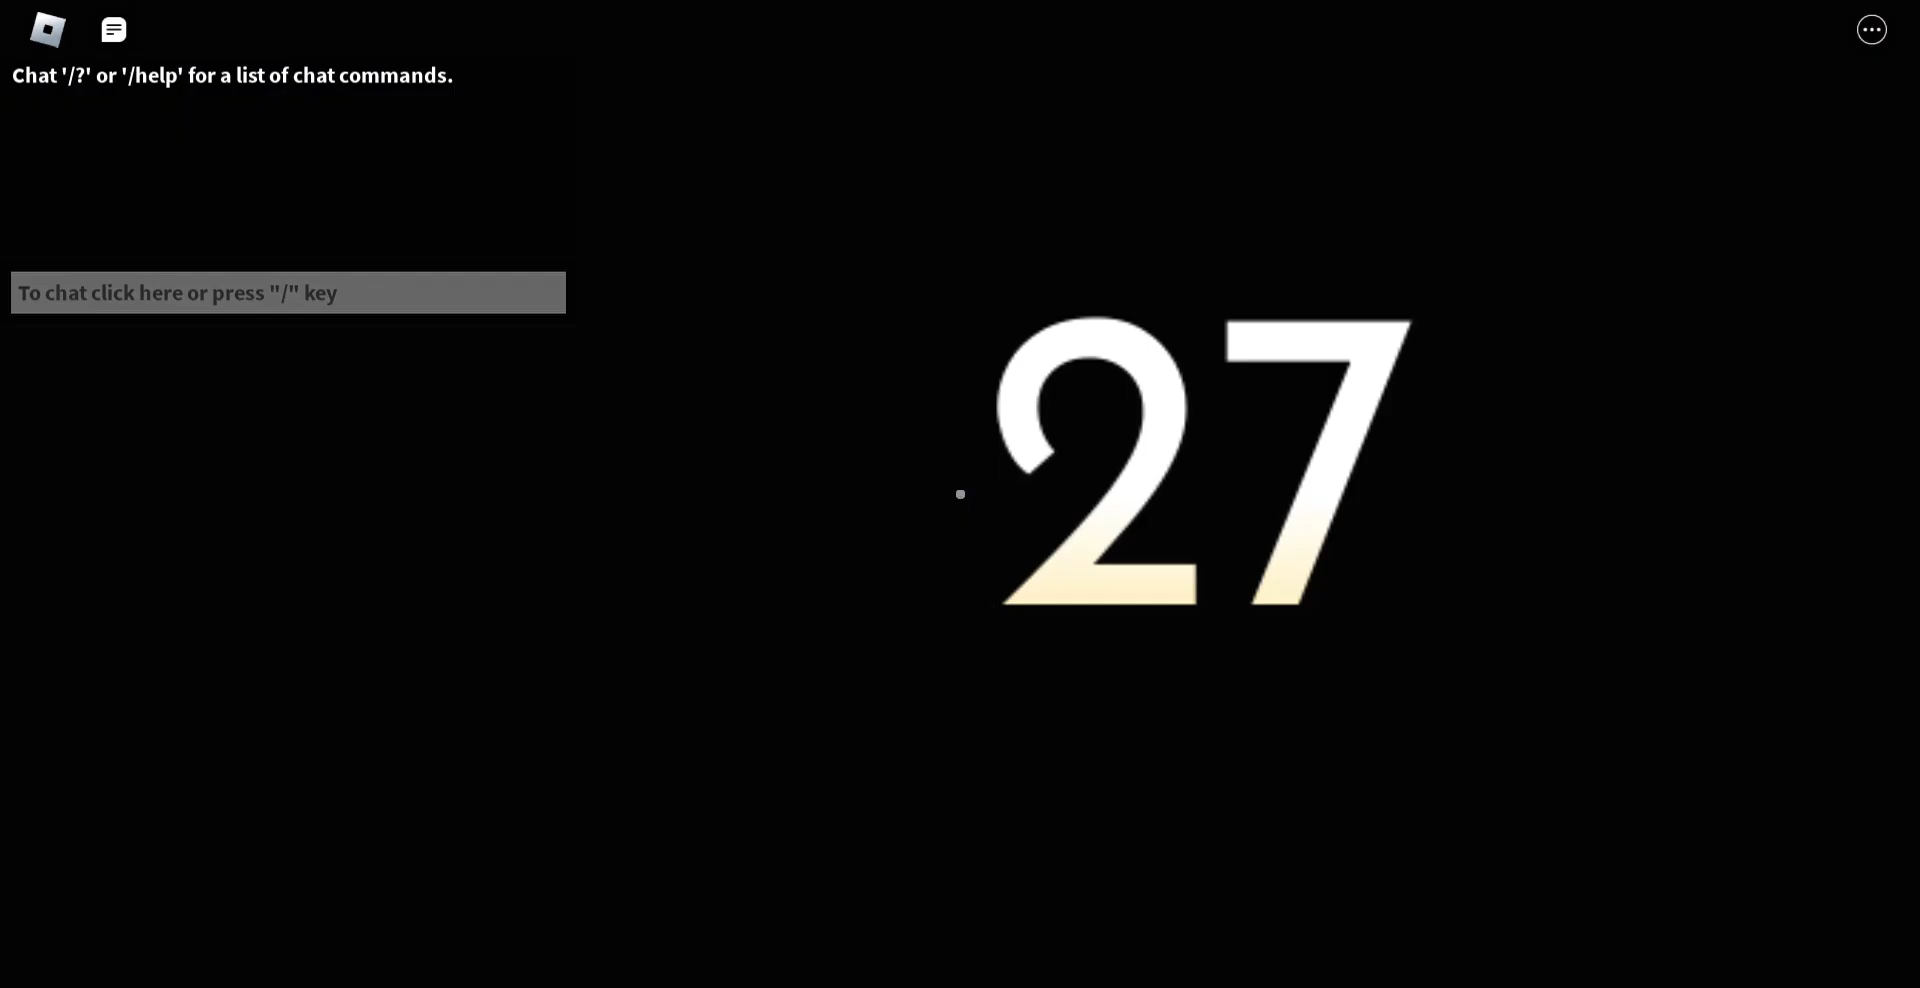 Chat '/?' or '/help' for a list of chat commands.
To chat click here or press "/" key
27